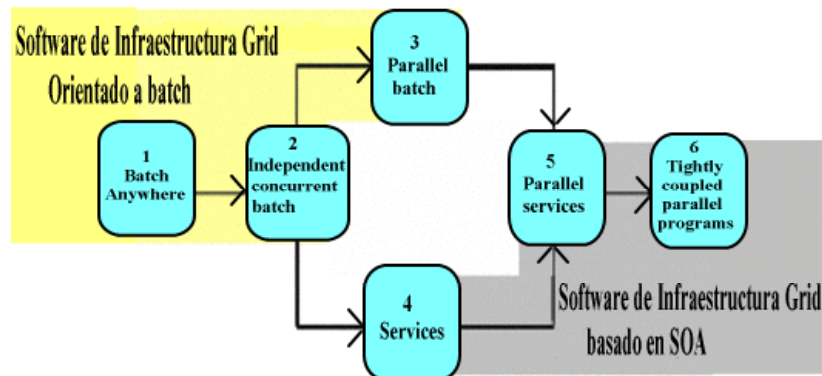 Software de Infraestructura Grid
Orientado a batch
1
Batch
Anywhere
2
Independent
concurrent
batch
3
Parallel
batch
4
Services
5
Parallel
services
6
Tightly
coupled
parallel
programs
Software de Infraestructura Grid
basado en SOA